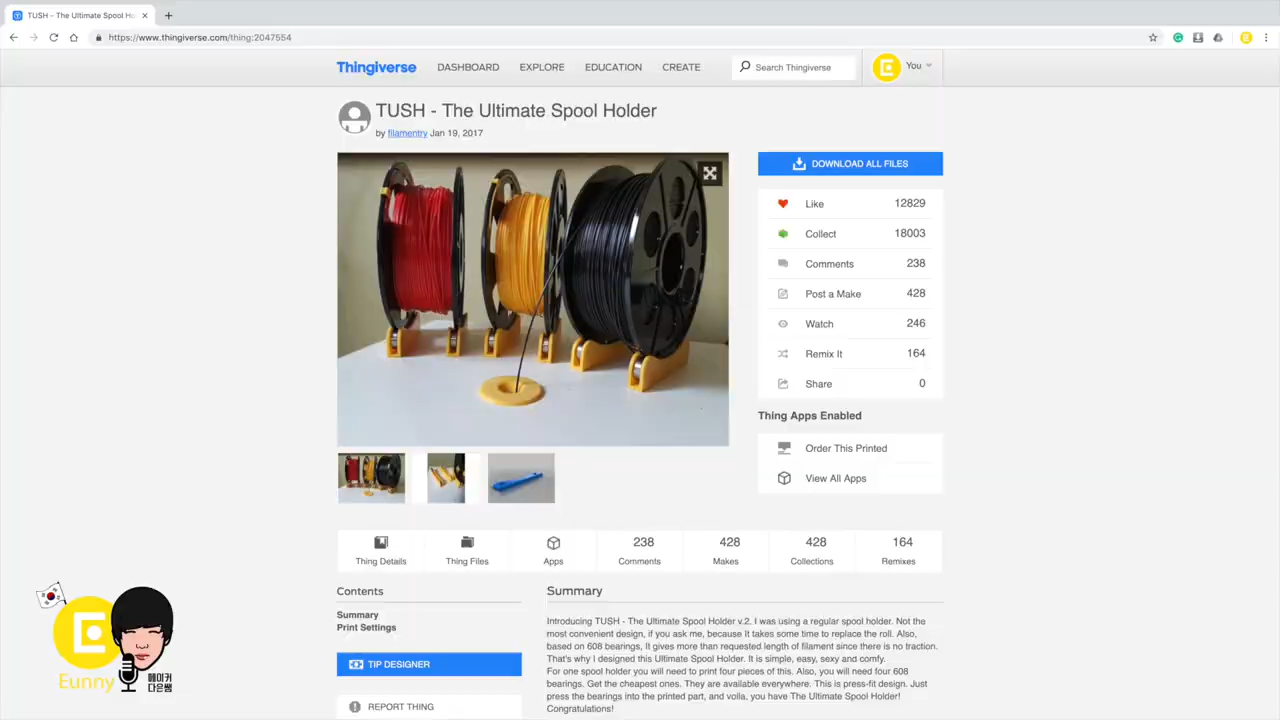 TUSH – The Ultimate Spool Ho
https://www.thingiverse.com/thing:2047554
Thingiverse
DASHBOARD
EXPLORE
EDUCATION
CREATE
Search Thingiverse
You
TUSH - The Ultimate Spool Holder
by filamentry Jan 19, 2017
DOWNLOAD ALL FILES
Like 12829
Collect 18003
Comments 238
Post a Make 428
Watch 246
Remix It 164
Share 0
Thing Apps Enabled
Order This Printed
View All Apps
Thing Details
Thing Files
Apps
238 Comments
428 Makes
428 Collections
164 Remixes
Contents
Summary
Print Settings
TIP DESIGNER
REPORT THING
Summary
Introducing TUSH - The Ultimate Spool Holder v.2. I was using a regular spool holder. Not the
most convenient design, if you ask me, because It takes some time to replace the roll. Also,
based on 608 bearings, It gives more than requested length of filament since there is no traction.
That's why I designed this Ultimate Spool Holder. It is simple, easy, sexy and comfy.
For one spool holder you will need to print four pieces of this. Also, you will need four 608
bearings. Get the cheapest ones. They are available everywhere. This is press-fit design. Just
press the bearings into the printed part, and voila, you have The Ultimate Spool Holder!
Congratulations!
Eunny
메이커
다은쌤